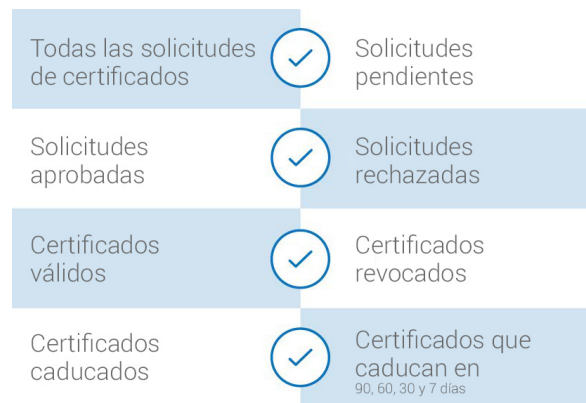 Todas las solicitudes
de certificados
Solicitudes
pendientes
Solicitudes
aprobadas
Solicitudes
rechazadas
Certificados
válidos
Certificados
revocados
Certificados
caducados
Certificados que
caducan en
90, 60, 30 y 7 días